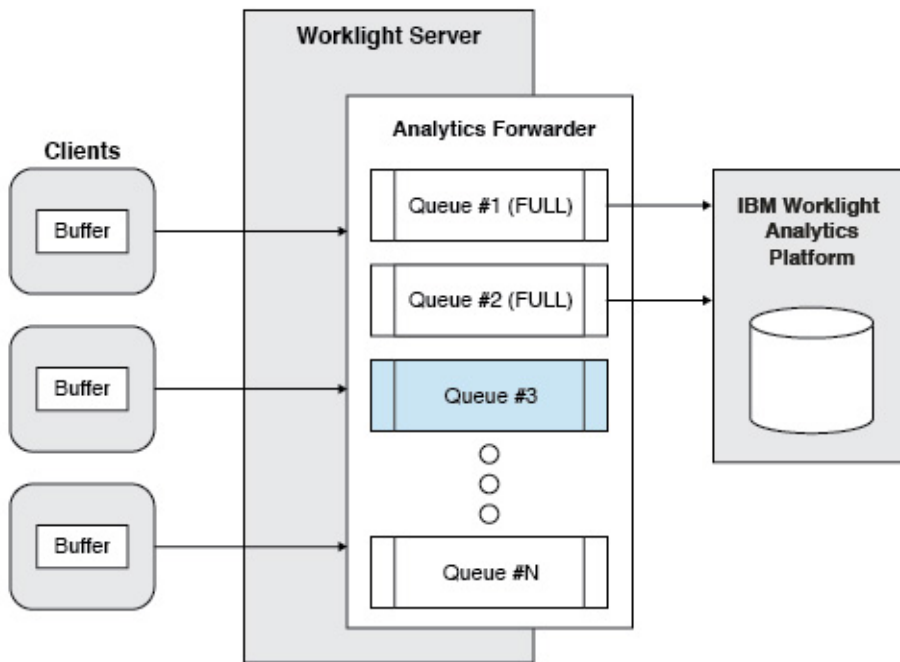 Worklight Server
Analytics Forwarder
Clients
Buffer
Buffer
Buffer
Queue #1 (FULL)
Queue #2 (FULL)
Queue #3
Queue #N
IBM Worklight
Analytics
Platform